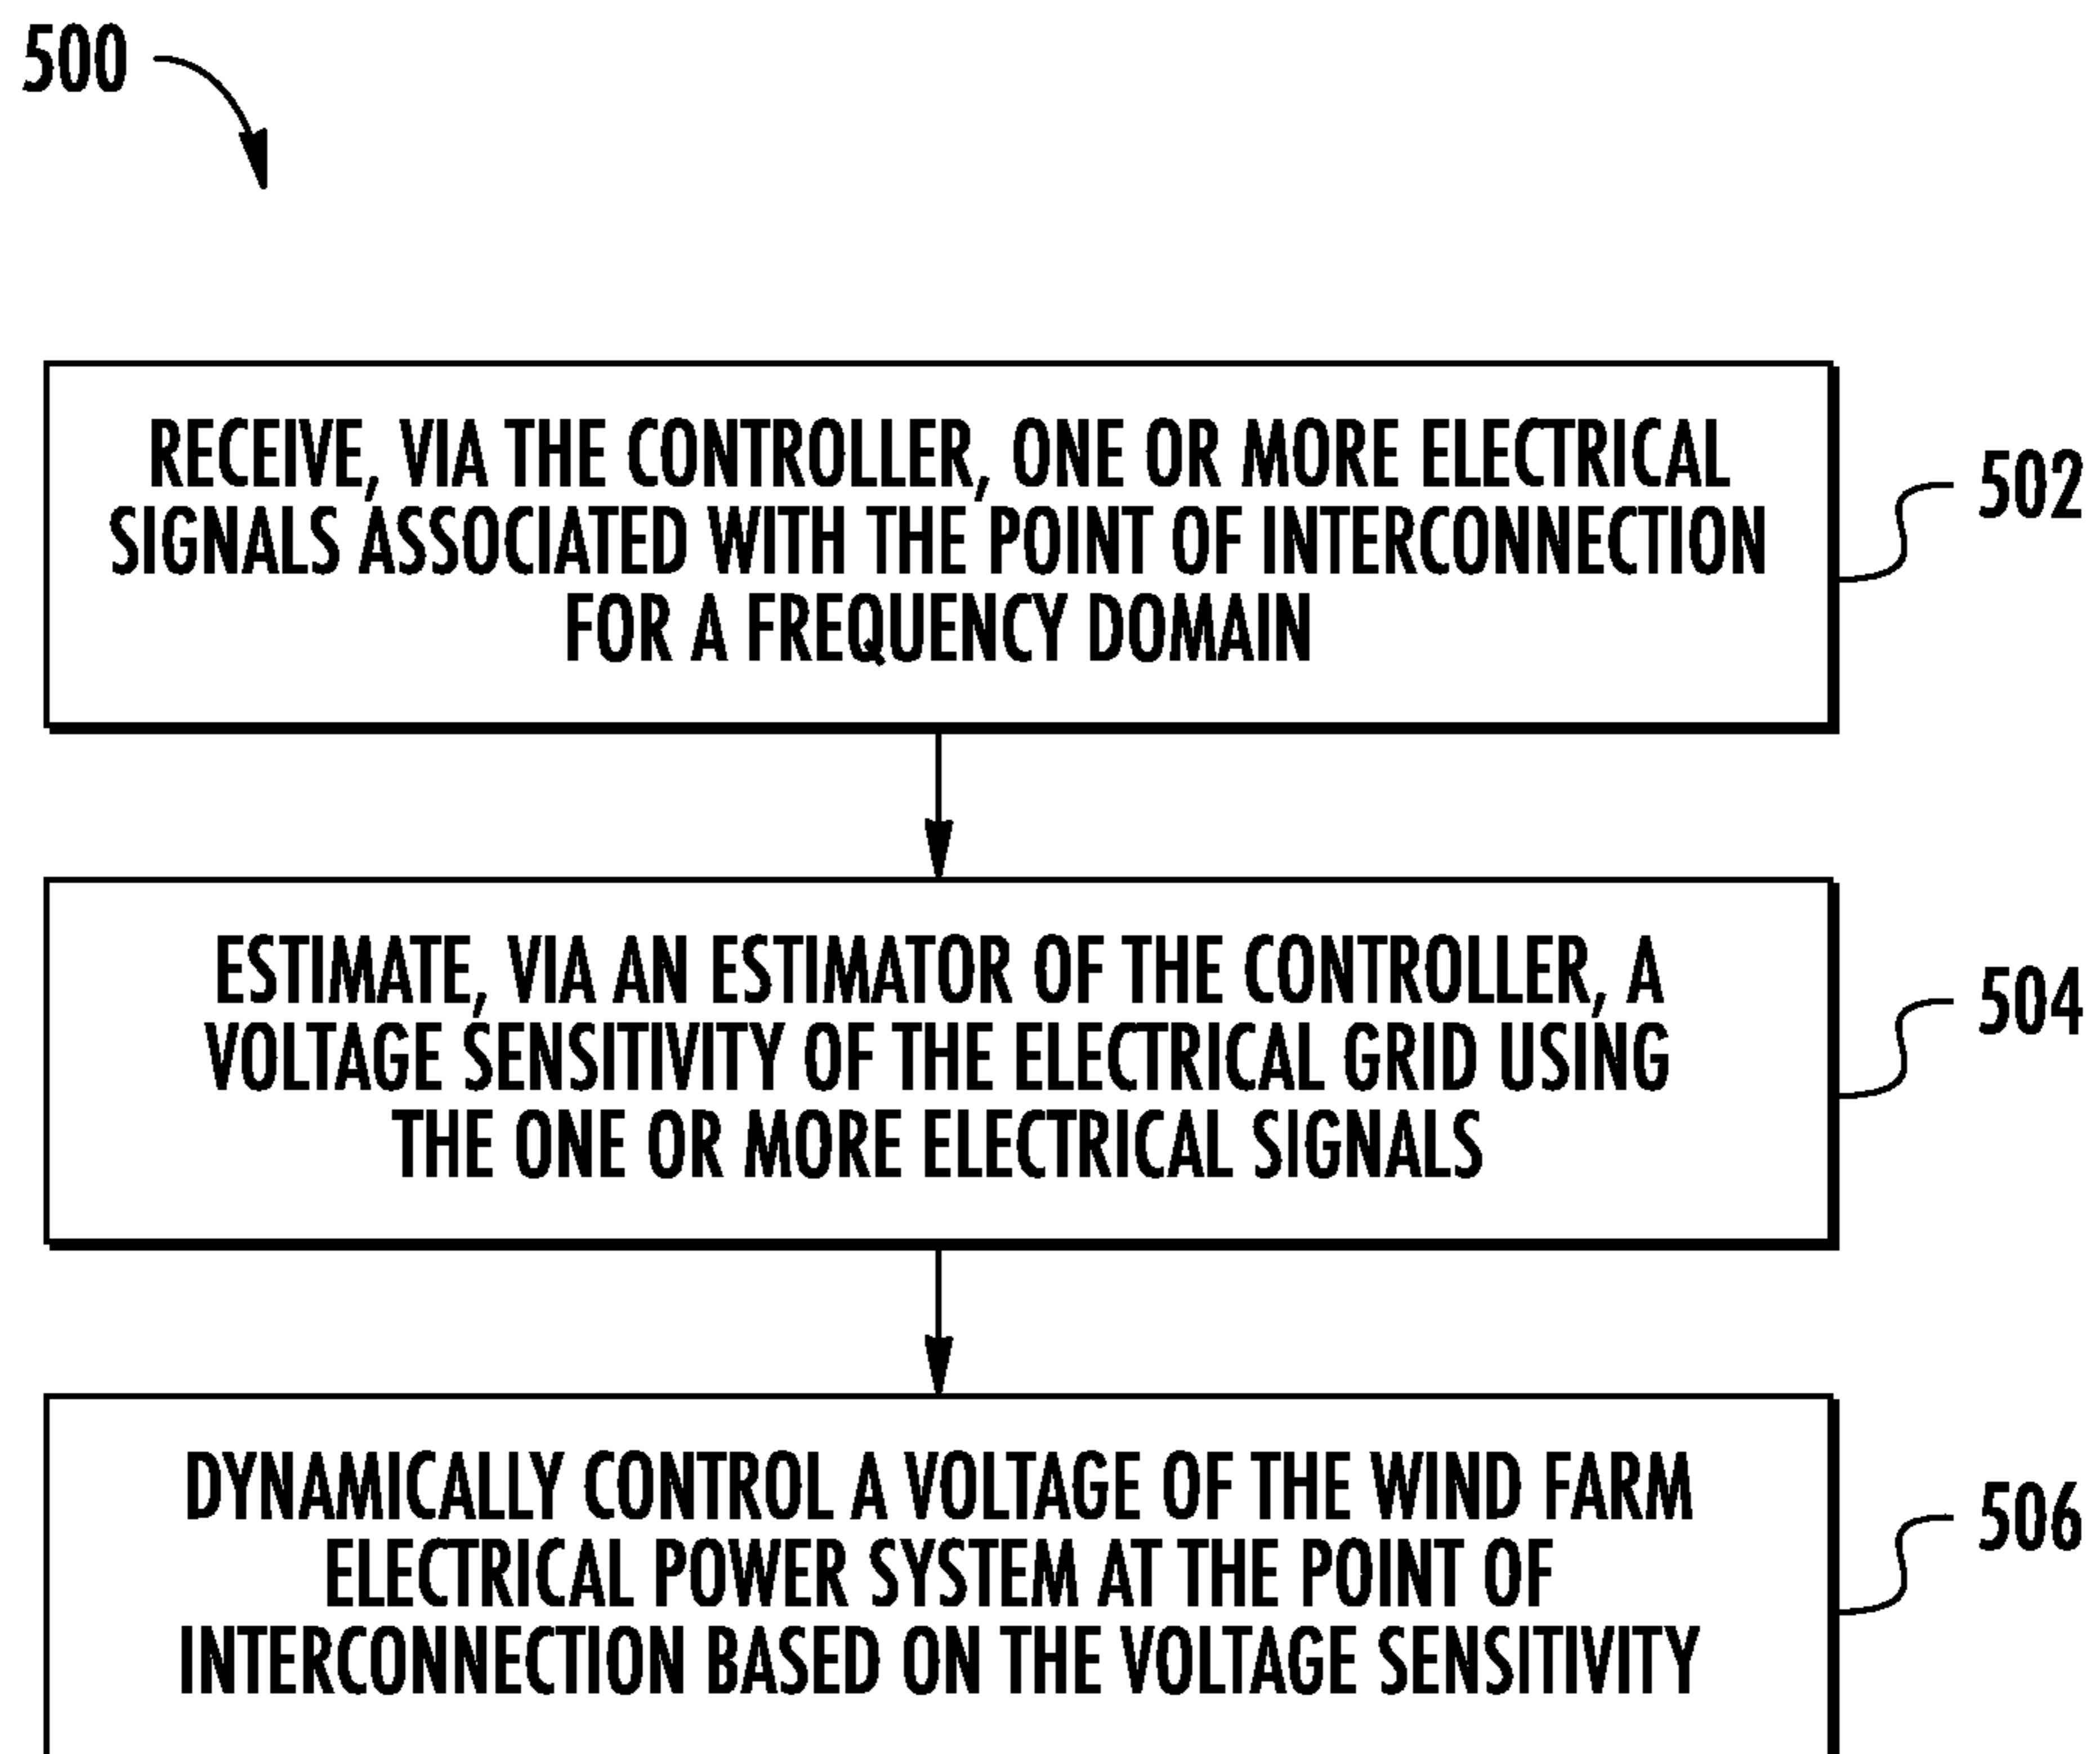 500
RECEIVE, VIA THE CONTROLLER, ONE OR MORE ELECTRICAL
SIGNALS ASSOCIATED WITH THE POINT OF INTERCONNECTION
FOR A FREQUENCY DOMAIN
502
ESTIMATE, VIA AN ESTIMATOR OF THE CONTROLLER, A
VOLTAGE SENSITIVITY OF THE ELECTRICAL GRID USING
THE ONE OR MORE ELECTRICAL SIGNALS
504
DYNAMICALLY CONTROL A VOLTAGE OF THE WIND FARM
ELECTRICAL POWER SYSTEM AT THE POINT OF
INTERCONNECTION BASED ON THE VOLTAGE SENSITIVITY
506